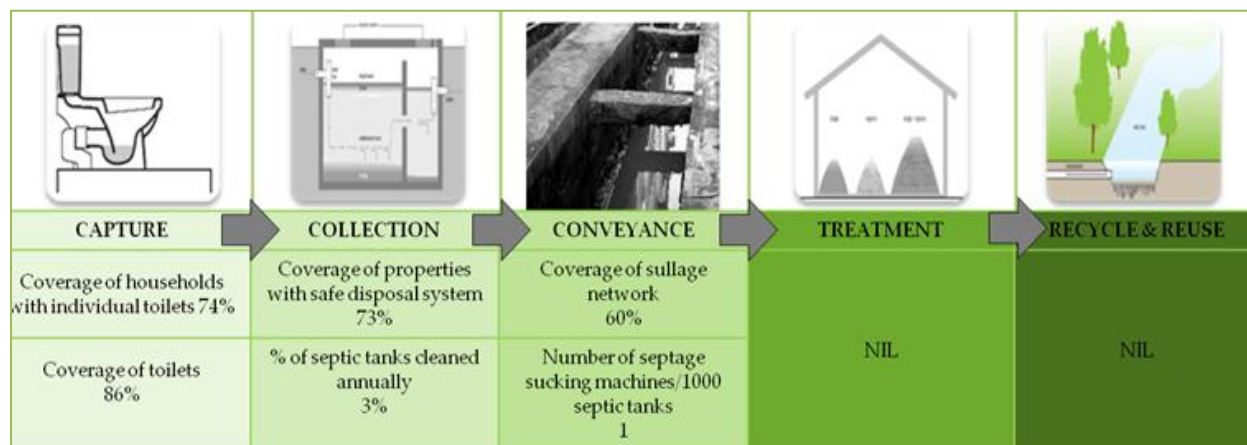 CAPTURE
COLLECTION
CONVEYANCE
TREATMENT
RECYCLE & REUSE
Coverage of households
with individual toilets 74%
Coverage of properties
with safe disposal system
73%
Coverage of sullage
network
60%
NIL
NIL
Coverage of toilets
86%
% of septic tanks cleaned
annually
3%
Number of septage
sucking machines/1000
septic tanks
1